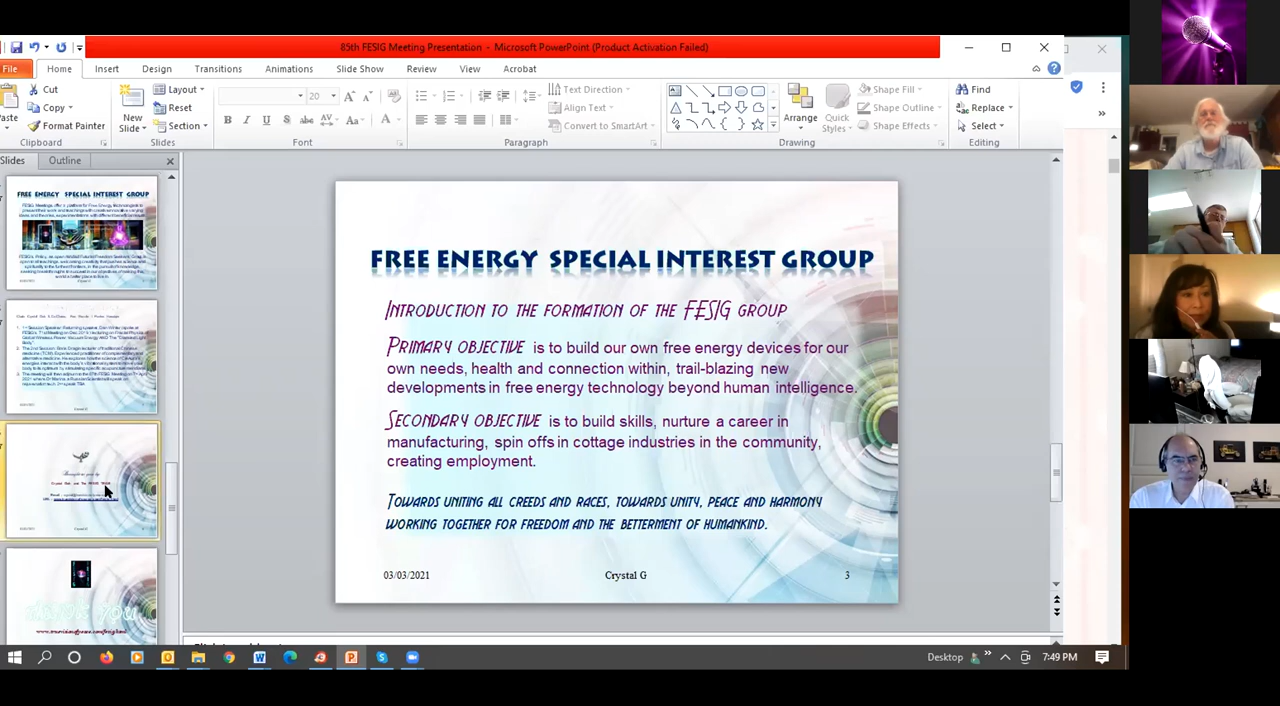 85th FESIG Meeting Presentation - Microsoft PowerPoint (Product Activation Failed)
File Home Insert Design Transitions Animations Slide Show Review View Acrobat
Cut
Copy
Format Painter
Clipboard
New
Slide
Layout
Reset
Section
Slides
20
Font
Paragraph
Text Direction
Align Text
Convert to SmartArt
Arrange
Quick
Styles
Shape Fill
Shape Outline
Shape Effects
Drawing
Find
Replace
Select
Editing
Slides Outline
FREE ENERGY SPECIAL INTEREST GROUP
FREE ENERGY SPECIAL INTEREST GROUP
INTRODUCTION TO THE FORMATION OF THE FESIG GROUP
PRIMARY OBJECTIVE is to build our own free energy devices for our
own needs, health and connection within, trail-blazing new
developments in free energy technology beyond human intelligence.
SECONDARY OBJECTIVE is to build skills, nurture a career in
manufacturing, spin offs in cottage industries in the community,
creating employment.
TOWARDS UNITING ALL CREEDS AND RACES, TOWARDS UNITY, PEACE AND HARMONY
WORKING TOGETHER FOR FREEDOM AND THE BETTERMENT OF HUMANKIND.
03/03/2021 Crystal G 3
Desktop 7:49 PM